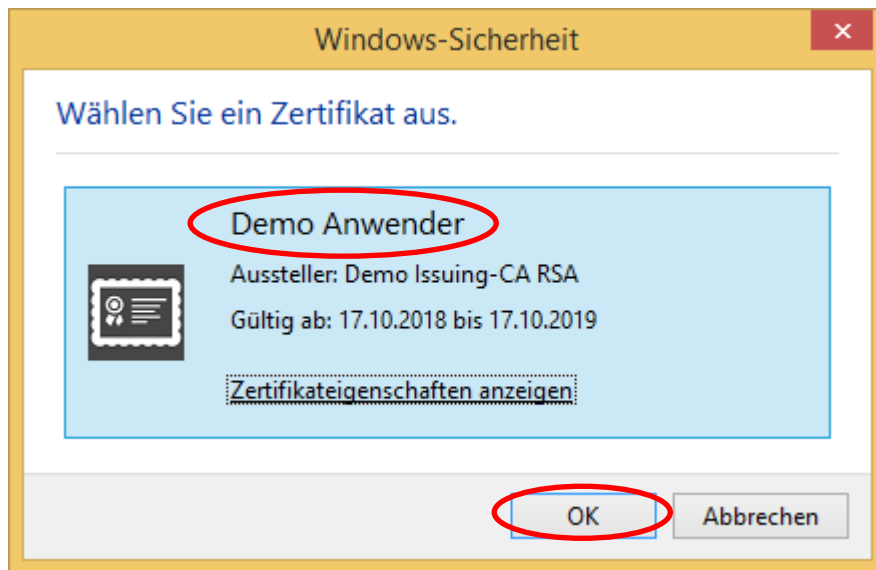 Windows-Sicherheit
Wählen Sie ein Zertifikat aus.
Demo Anwender
Aussteller: Demo Issuing-CA RSA
Gültig ab: 17.10.2018 bis 17.10.2019
Zertifikateigenschaften anzeigen
OK
Abbrechen